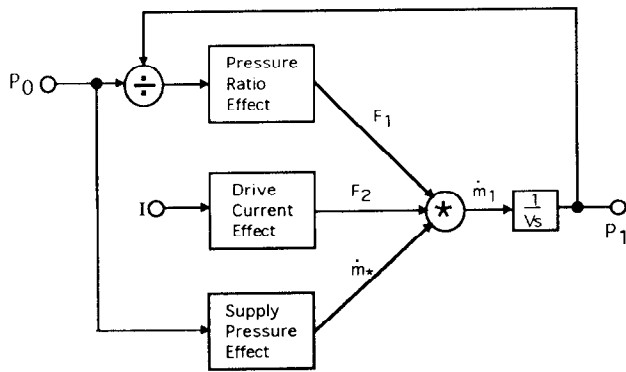 Pressure
Ratio
Effect
P0
÷
F1
Drive
Current
Effect
I
F2
*
ṁ1
1
Vs
P1
ṁ*
Supply
Pressure
Effect